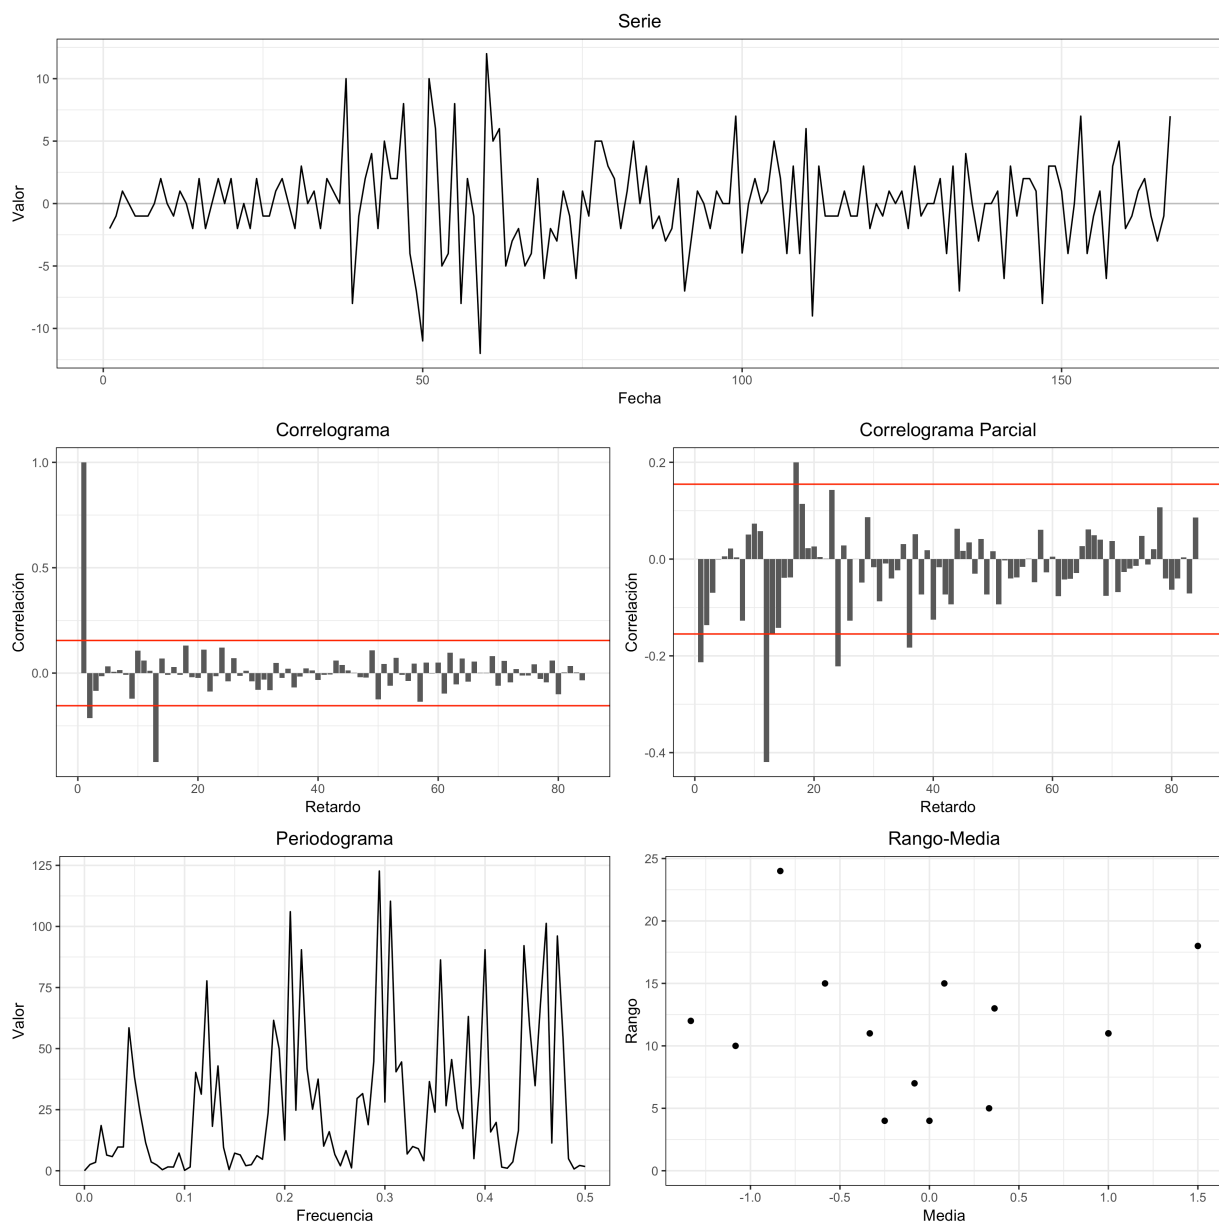 Serie
Valor
10
5
0
-5
-10
0 50 100 150
Fecha
Correlograma
Correlación
1.0
0.5
0.0
0 20 40 60 80
Retardo
Correlograma Parcial
Correlación
0.2
0.0
-0.2
-0.4
0 20 40 60 80
Retardo
Periodograma
Valor
125
100
75
50
25
0
0.0 0.1 0.2 0.3 0.4 0.5
Frecuencia
Rango-Media
Rango
25
20
15
10
5
0
-1.0 -0.5 0.0 0.5 1.0 1.5
Media